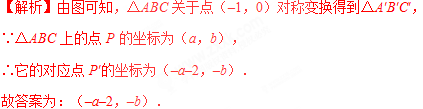 【解析】由图可知，△ABC关于点（–1，0）对称变换得到△A′B′C′，
∵△ABC上的点P的坐标为（a，b），
∴它的对应点P′的坐标为（–a–2，–b）．
故答案为：（–a–2，–b）．